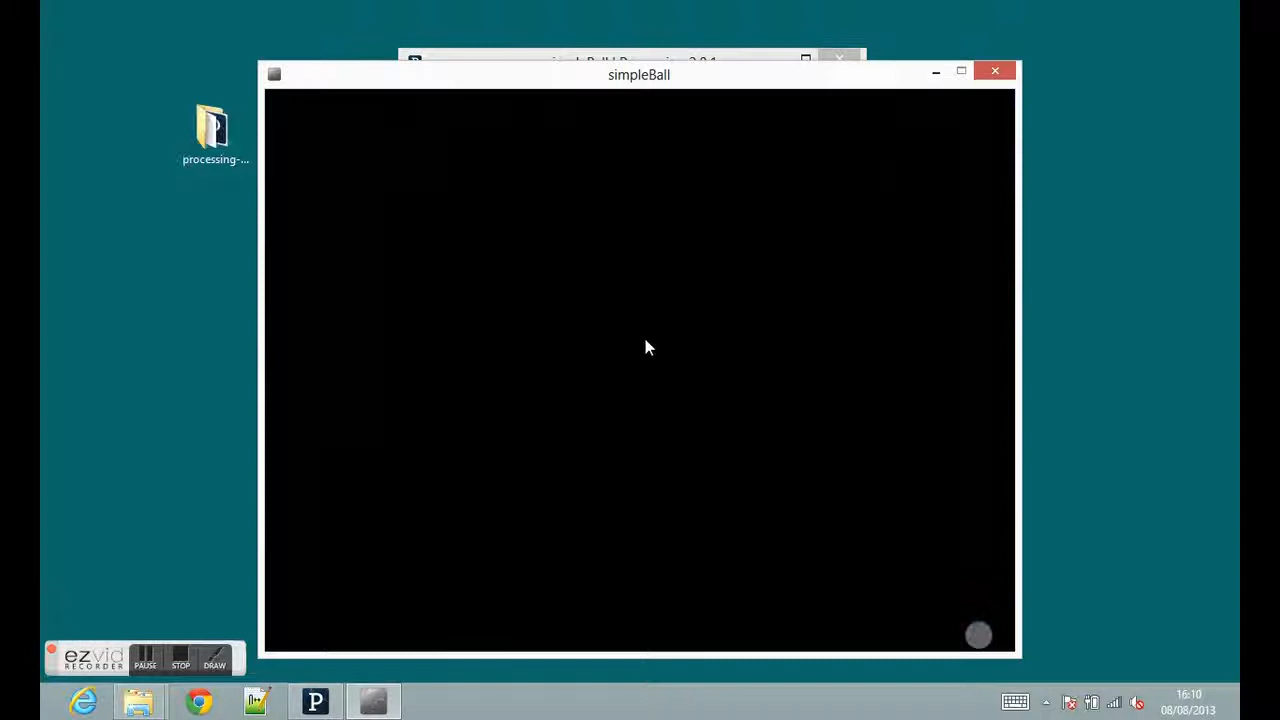 simpleBall
processing-...
ezvid
RECORDER
PAUSE
STOP
DRAW
P
16:10
08/08/2013